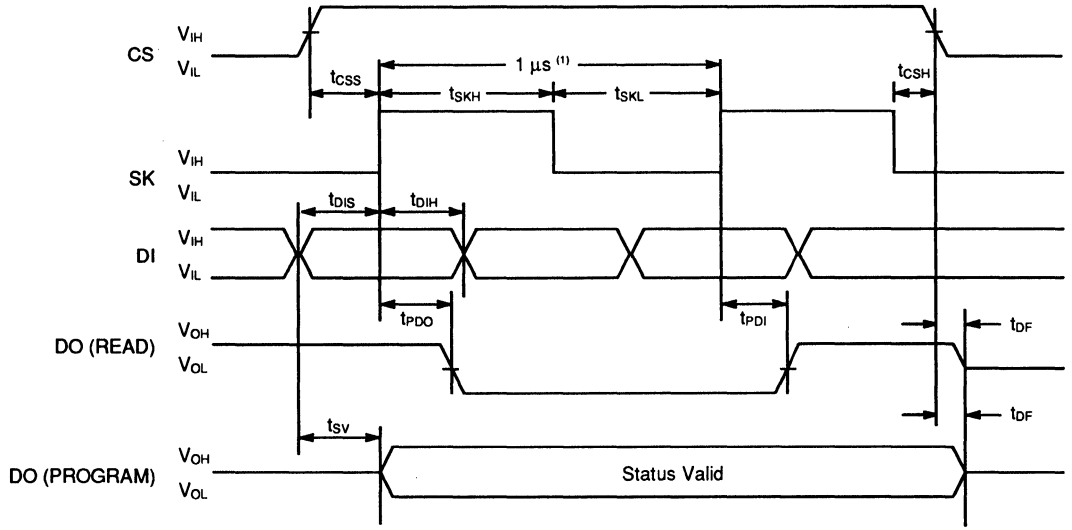 CS
VIH
VIL
tCSS
1 µs (1)
tSKH
tSKL
tCSH
SK
VIH
VIL
tDIS
tDIH
DI
VIH
VIL
tPDO
tPDI
tDF
DO (READ)
VOH
VOL
tDF
tSV
DO (PROGRAM)
VOH
VOL
Status Valid